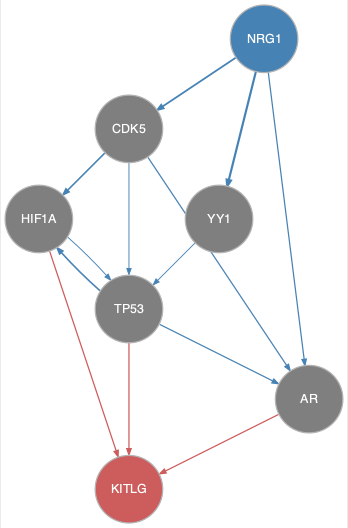 NRG1
CDK5
HIF1A
YY1
TP53
AR
KITLG